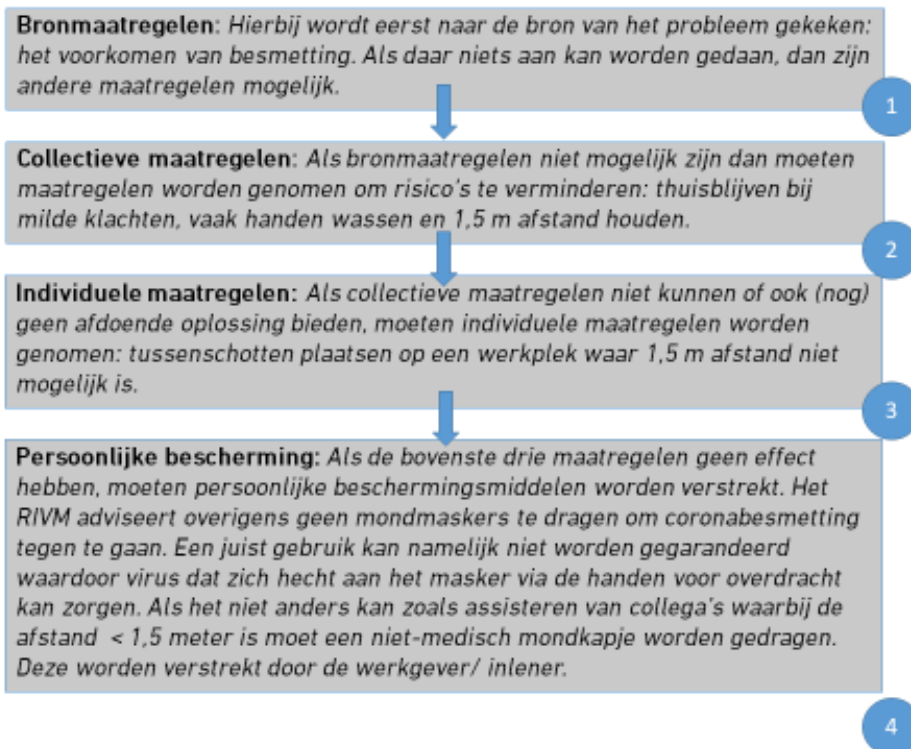 Bronmaatregelen: Hierbij wordt eerst naar de bron van het probleem gekeken:
het voorkomen van besmetting. Als daar niets aan kan worden gedaan, dan zijn
andere maatregelen mogelijk.
1
Collectieve maatregelen: Als bronmaatregelen niet mogelijk zijn dan moeten
maatregelen worden genomen om risico's te verminderen: thuisblijven bij
milde klachten, vaak handen wassen en 1,5 m afstand houden.
2
Individuele maatregelen: Als collectieve maatregelen niet kunnen of ook (nog)
geen afdoende oplossing bieden, moeten individuele maatregelen worden
genomen: tussenschotten plaatsen op een werkplek waar 1,5 m afstand niet
mogelijk is.
3
Persoonlijke bescherming: Als de bovenste drie maatregelen geen effect
hebben, moeten persoonlijke beschermingsmiddelen worden verstrekt. Het
RIVM adviseert overigens geen mondmaskers te dragen om coronabesmetting
tegen te gaan. Een juist gebruik kan namelijk niet worden gegarandeerd
waardoor virus dat zich hecht aan het masker via de handen voor overdracht
kan zorgen. Als het niet anders kan zoals assisteren van collega's waarbij de
afstand < 1,5 meter is moet een niet-medisch mondkapje worden gedragen.
Deze worden verstrekt door de werkgever/ inlener.
4